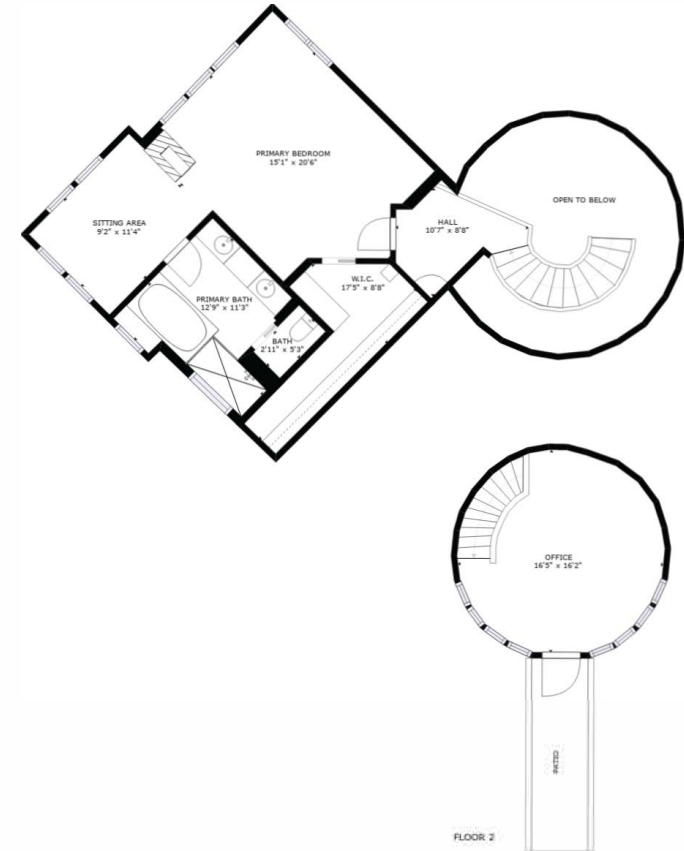 PRIMARY BEDROOM
15'1" x 20'6"
SITTING AREA
9'2" x 11'4"
HALL
10'7" x 8'8"
OPEN TO BELOW
W.I.C.
17'5" x 8'8"
PRIMARY BATH
12'9" x 11'3"
BATH
2'11" x 5'3"
OFFICE
16'5" x 16'2"
PATIO
FLOOR 2